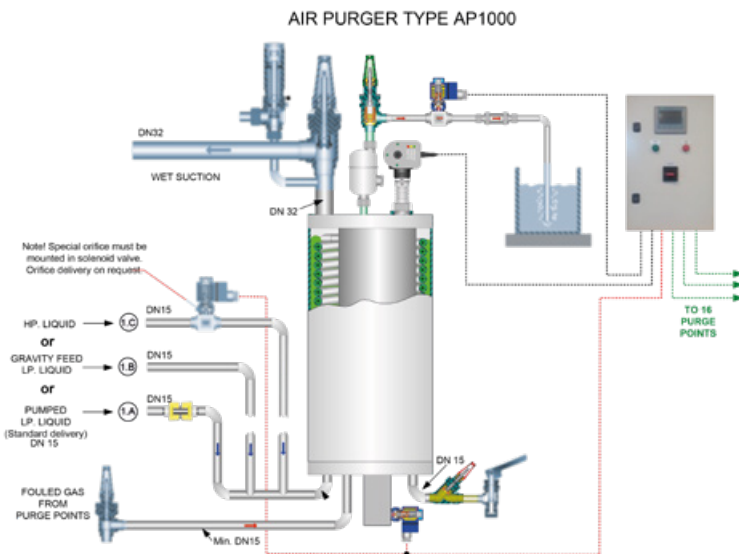 AIR PURGER TYPE AP1000
DN32
WET SUCTION
DN 32
Note! Special orifice must be
mounted in solenoid valve.
Orifice delivery on request
DN15
HP. LIQUID
1.C
or
DN15
GRAVITY FEED
LP. LIQUID
1.B
or
DN15
PUMPED
LP. LIQUID
(Standard delivery)
DN 15
1.A
TO 16
PURGE
POINTS
DN 15
FOULED GAS
FROM
PURGE POINTS
Min. DN15